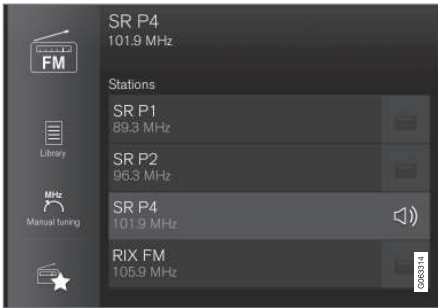 SR P4
101.9 MHz
FM
Stations
SR P1
89.3 MHz
SR P2
96.3 MHz
Library
MHz
Manual tuning
SR P4
101.9 MHz
RIX FM
105.9 MHz
G063314